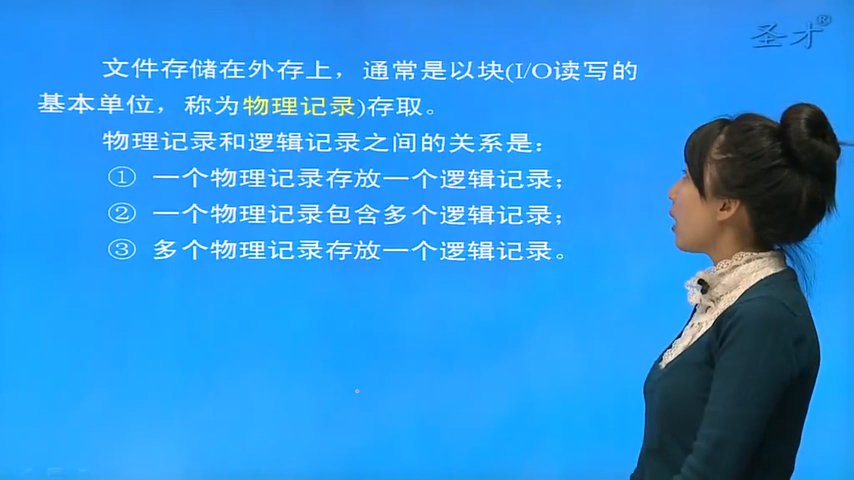 圣才®
文件存储在外存上，通常是以块(I/O读写的
基本单位，称为物理记录)存取。
物理记录和逻辑记录之间的关系是：
① 一个物理记录存放一个逻辑记录；
② 一个物理记录包含多个逻辑记录；
③ 多个物理记录存放一个逻辑记录。